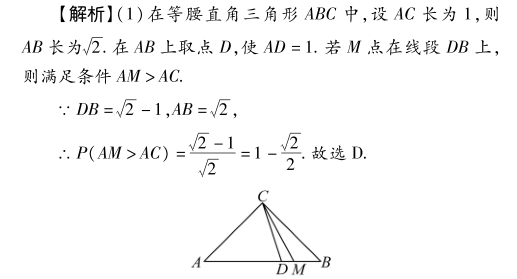 【解析】(1)在等腰直角三角形 ABC 中,设 AC 长为 1,则
AB 长为√2. 在 AB 上取点 D,使 AD = 1. 若 M 点在线段 DB 上,
则满足条件 AM > AC.
∵ DB = √2 - 1, AB = √2,
∴ P(AM > AC) = (√2 - 1)/√2 = 1 - √2/2. 故选 D.
C
A D M B